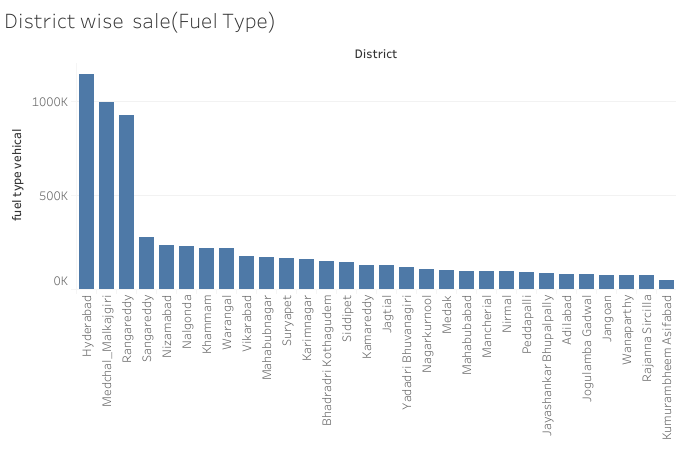 District wise sale(Fuel Type)
District
fuel type vehical
1000K
500K
0K
Hyderabad
Medchal_Malkajgiri
Rangareddy
Sangareddy
Nizamabad
Nalgonda
Khammam
Warangal
Vikarabad
Mahabubnagar
Suryapet
Karimnagar
Bhadradri Kothagudem
Siddipet
Kamareddy
Jagtial
Yadadri Bhuvanagiri
Nagarkurnool
Medak
Mahabubabad
Mancherial
Nirmal
Peddapalli
Jayashankar Bhupalpally
Adilabad
Jogulamba Gadwal
Jangoan
Wanaparthy
Rajanna Sircilla
Kumurambheem Asifabad